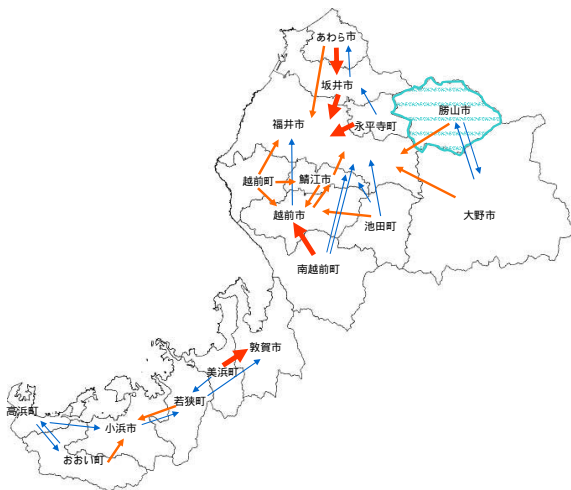 あわら市
坂井市
勝山市
福井市
永平寺町
越前町
鯖江市
越前市
池田町
大野市
南越前町
敦賀市
美浜町
若狭町
高浜町
小浜市
おおい町